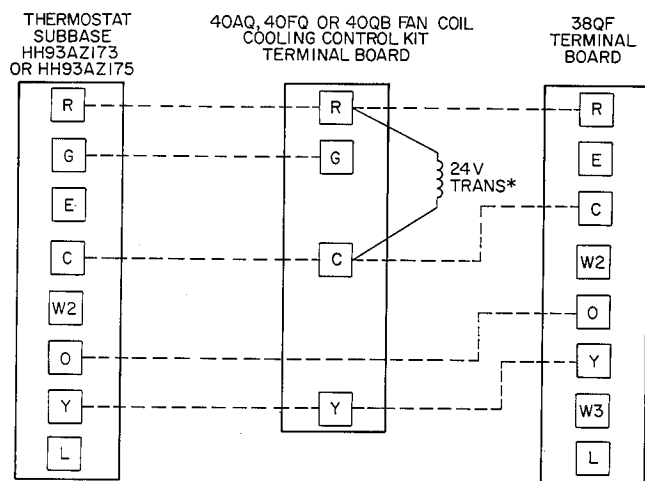 THERMOSTAT
SUBBASE
HH93AZ173
OR HH93AZ175
40AQ, 40FQ OR 40QB FAN COIL
COOLING CONTROL KIT
TERMINAL BOARD
38QF
TERMINAL
BOARD
R
G
E
C
W2
O
Y
L
R
G
C
Y
24V
TRANS*
R
E
C
W2
O
Y
W3
L